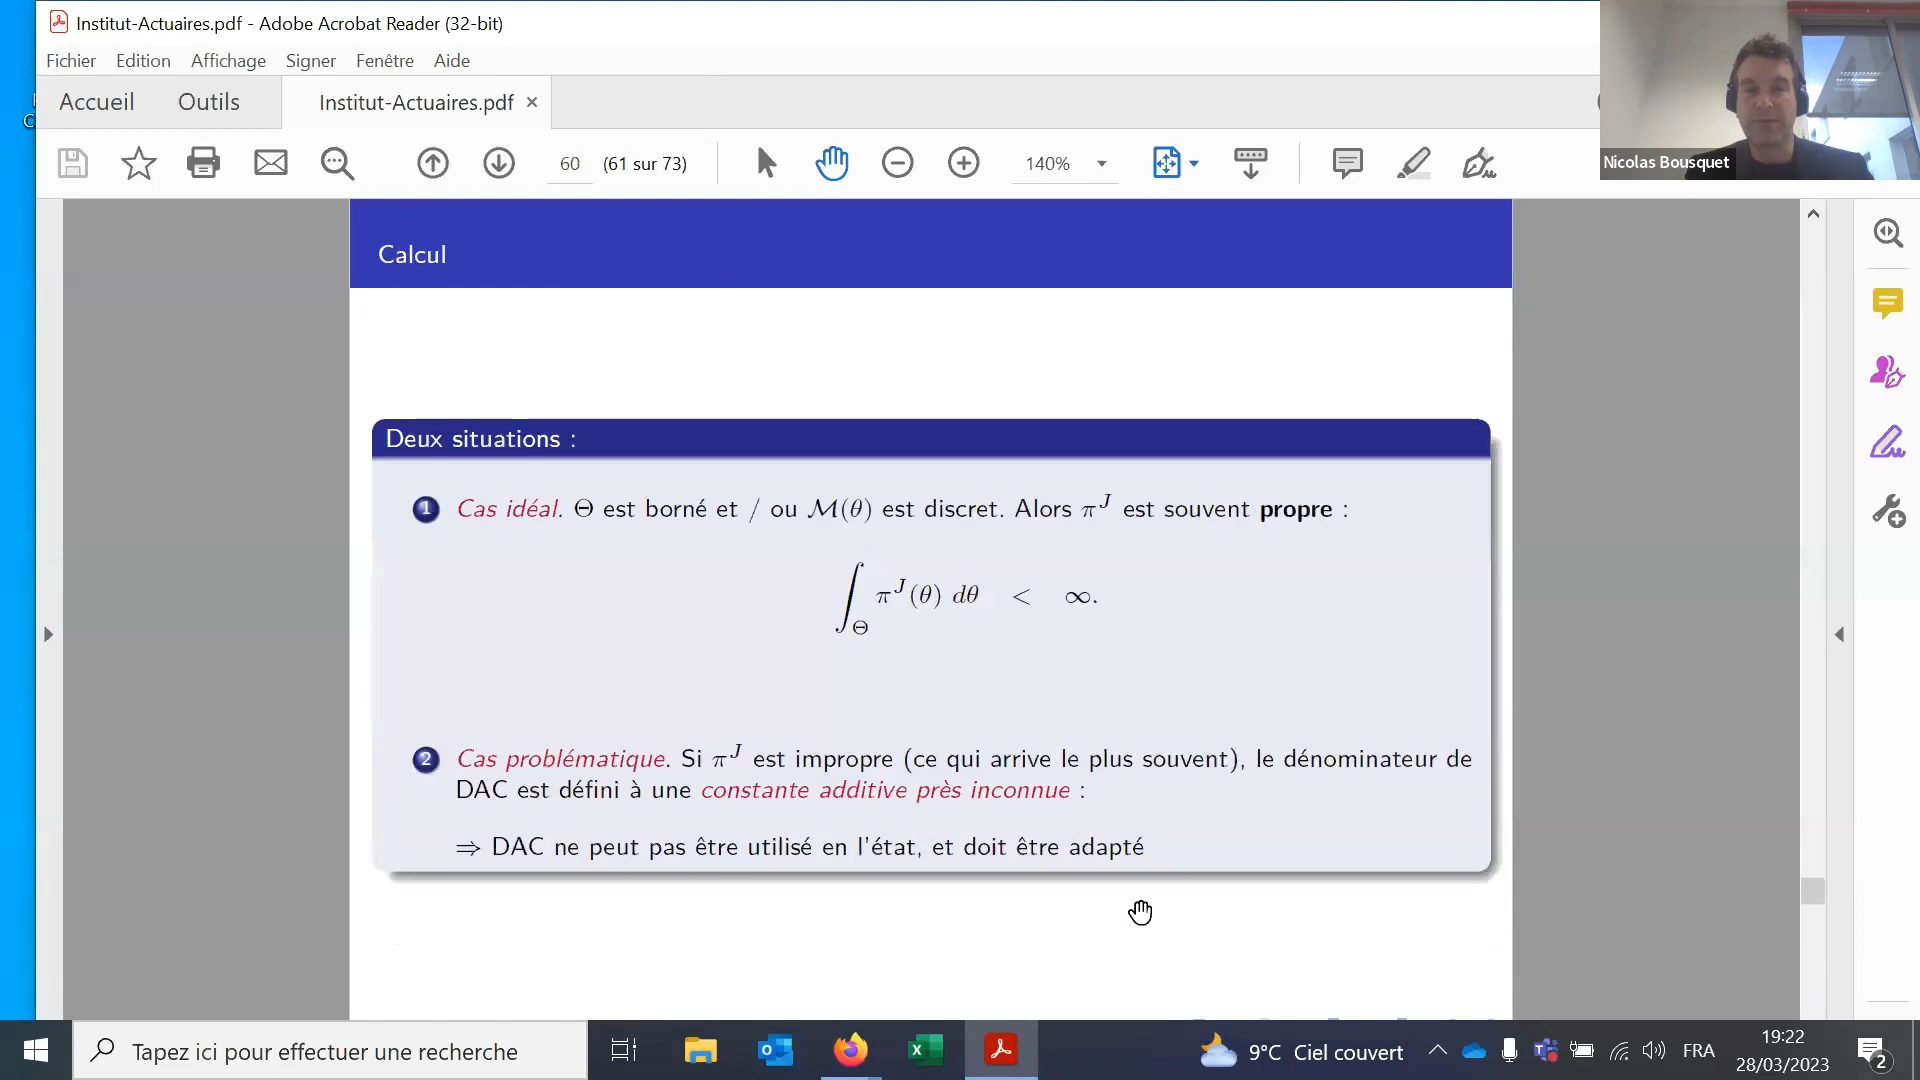 Institut-Actuaires.pdf - Adobe Acrobat Reader (32-bit)
Fichier Edition Affichage Signer Fenêtre Aide
Accueil Outils Institut-Actuaires.pdf ×
60 (61 sur 73) 140%
Nicolas Bousquet
Calcul
Deux situations :
1 Cas idéal. Θ est borné et / ou ℳ(θ) est discret. Alors π^J est souvent propre :
∫_Θ π^J(θ) dθ < ∞.
2 Cas problématique. Si π^J est impropre (ce qui arrive le plus souvent), le dénominateur de
DAC est défini à une constante additive près inconnue :
⇒ DAC ne peut pas être utilisé en l'état, et doit être adapté
Tapez ici pour effectuer une recherche
9°C Ciel couvert
FRA
19:22
28/03/2023
2